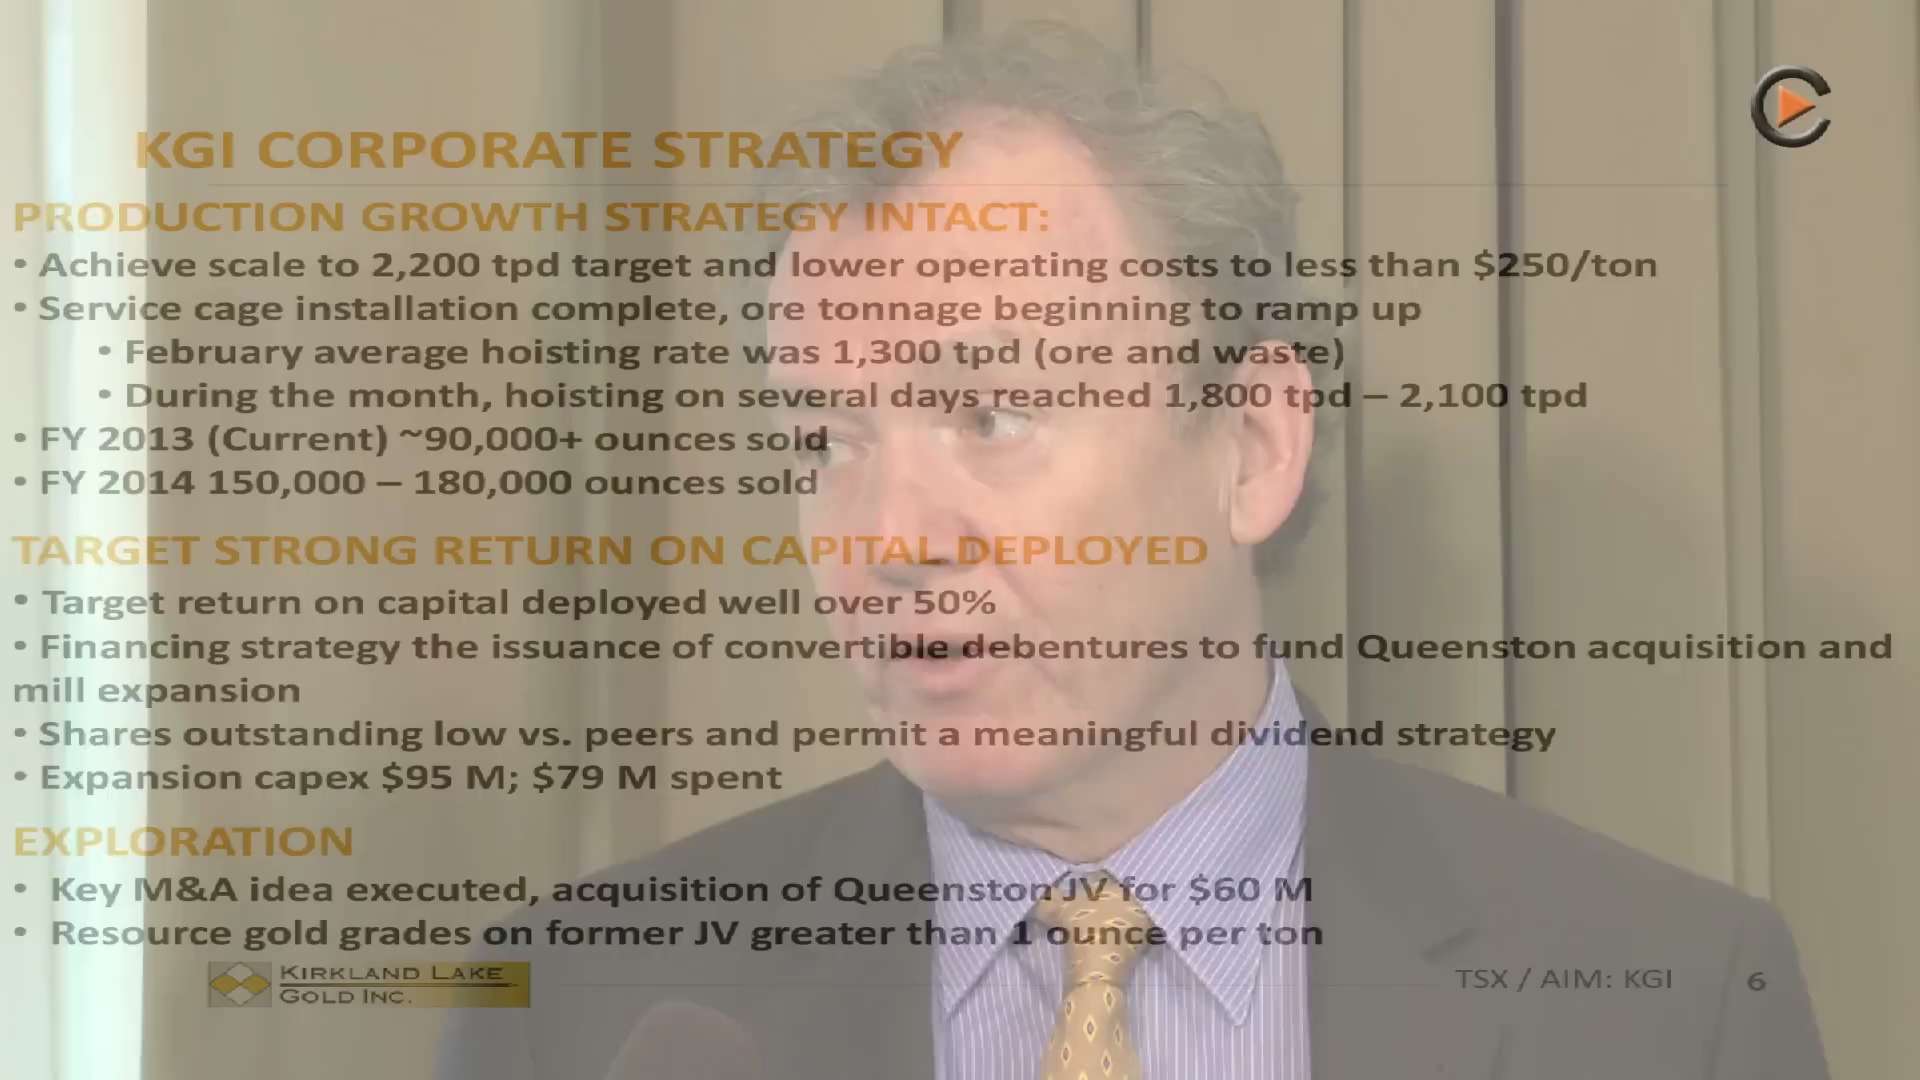 KGI CORPORATE STRATEGY
PRODUCTION GROWTH STRATEGY INTACT:
• Achieve scale to 2,200 tpd target and lower operating costs to less than $250/ton
• Service cage installation complete, ore tonnage beginning to ramp up
• February average hoisting rate was 1,300 tpd (ore and waste)
• During the month, hoisting on several days reached 1,800 tpd – 2,100 tpd
• FY 2013 (Current) ~90,000+ ounces sold
• FY 2014 150,000 – 180,000 ounces sold
TARGET STRONG RETURN ON CAPITAL DEPLOYED
• Target return on capital deployed well over 50%
• Financing strategy the issuance of convertible debentures to fund Queenston acquisition and
mill expansion
• Shares outstanding low vs. peers and permit a meaningful dividend strategy
• Expansion capex $95 M; $79 M spent
EXPLORATION
• Key M&A idea executed, acquisition of Queenston JV for $60 M
• Resource gold grades on former JV greater than 1 ounce per ton
KIRKLAND LAKE
GOLD INC.
TSX / AIM: KGI 6